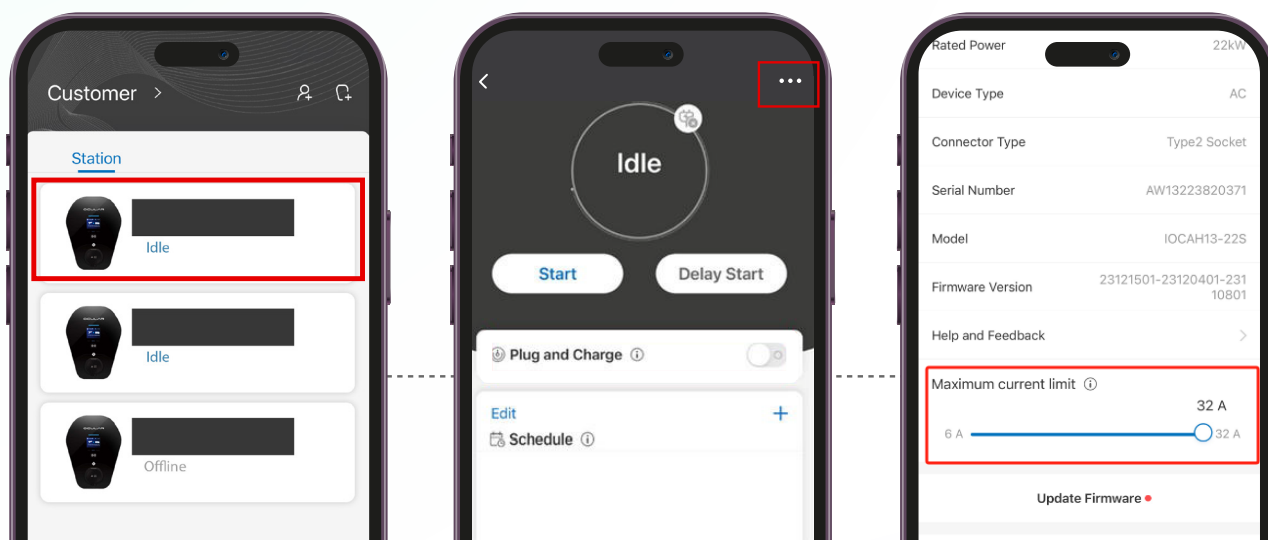 Customer
Station
Idle
Idle
Offline
Idle
Start
Delay Start
Plug and Charge
Edit
Schedule
Rated Power 22kW
Device Type AC
Connector Type Type2 Socket
Serial Number AW13223820371
Model IOCAH13-22S
Firmware Version 23121501-23120401-231
10801
Help and Feedback
Maximum current limit
32 A
6 A 32 A
Update Firmware